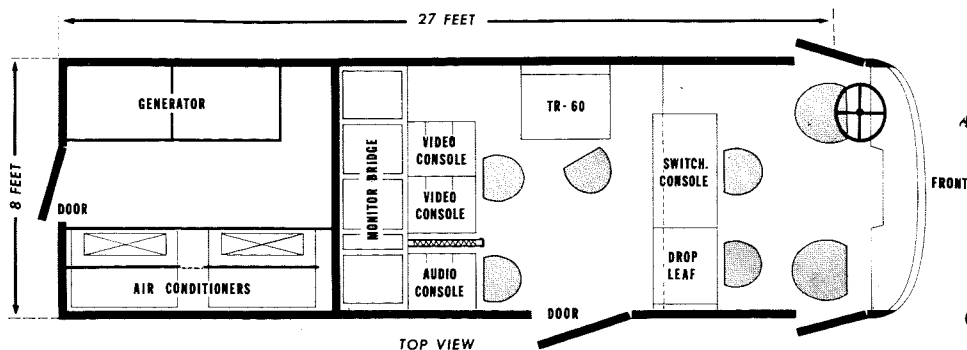 27 FEET
8 FEET
GENERATOR
DOOR
AIR CONDITIONERS
MONITOR BRIDGE
VIDEO
CONSOLE
VIDEO
CONSOLE
AUDIO
CONSOLE
TR-60
SWITCH.
CONSOLE
DROP
LEAF
DOOR
FRONT
TOP VIEW